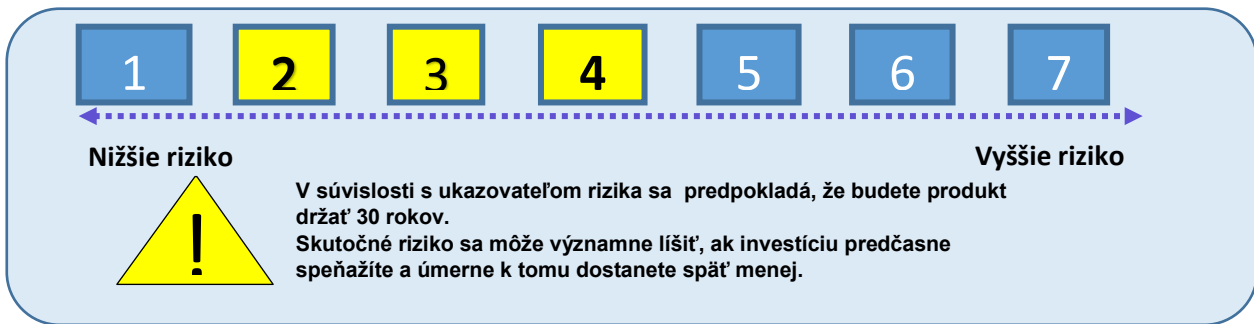 1 2 3 4 5 6 7
Nižšie riziko Vyššie riziko
!
V súvislosti s ukazovateľom rizika sa predpokladá, že budete produkt
držať 30 rokov.
Skutočné riziko sa môže významne líšiť, ak investíciu predčasne
speňažíte a úmerne k tomu dostanete späť menej.